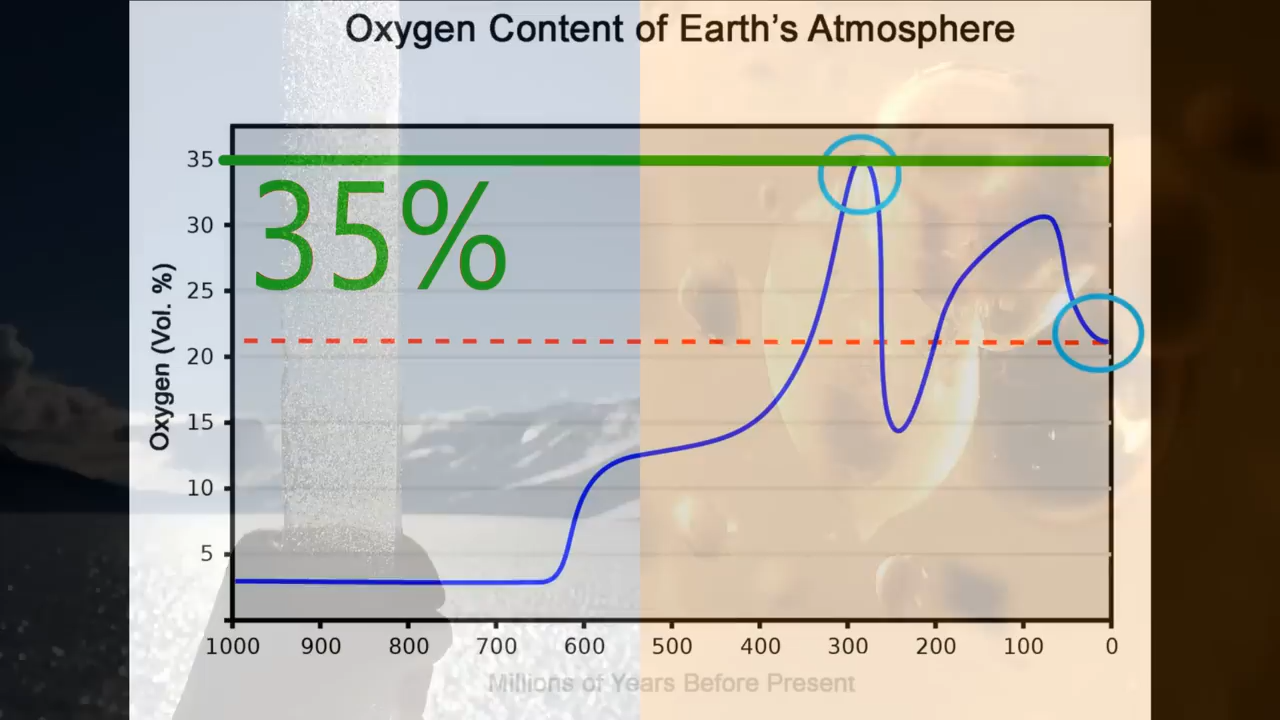 Oxygen Content of Earth’s Atmosphere
35
35%
30
25
20
15
10
5
Oxygen (Vol. %)
1000 900 800 700 600 500 400 300 200 100 0
Millions of Years Before Present